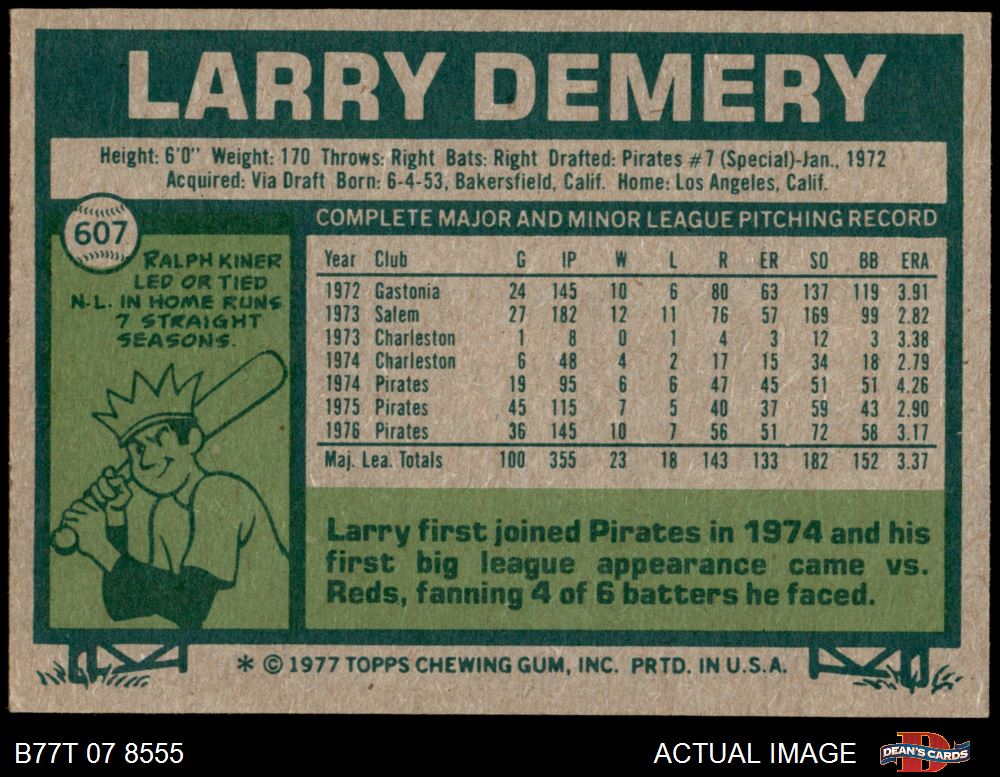 LARRY DEMERY
Height: 6'0" Weight: 170 Throws: Right Bats: Right Drafted: Pirates #7 (Special)-Jan., 1972
Acquired: Via Draft Born: 6-4-53, Bakersfield, Calif. Home: Los Angeles, Calif.
607
RALPH KINER
LED OR TIED
N.L. IN HOME RUNS
7 STRAIGHT
SEASONS.
COMPLETE MAJOR AND MINOR LEAGUE PITCHING RECORD
Year Club G IP W L R ER SO BB ERA
1972 Gastonia 24 145 10 6 80 63 137 119 3.91
1973 Salem 27 182 12 11 76 57 169 99 2.82
1973 Charleston 1 8 0 1 4 3 12 3 3.38
1974 Charleston 6 48 4 2 17 15 34 18 2.79
1974 Pirates 19 95 6 6 47 45 51 51 4.26
1975 Pirates 45 115 7 5 40 37 59 43 2.90
1976 Pirates 36 145 10 7 56 51 72 58 3.17
Maj. Lea. Totals 100 355 23 18 143 133 182 152 3.37
Larry first joined Pirates in 1974 and his
first big league appearance came vs.
Reds, fanning 4 of 6 batters he faced.
* © 1977 TOPPS CHEWING GUM, INC. PRTD. IN U.S.A.
B77T 07 8555
ACTUAL IMAGE
D
DEAN'S CARDS